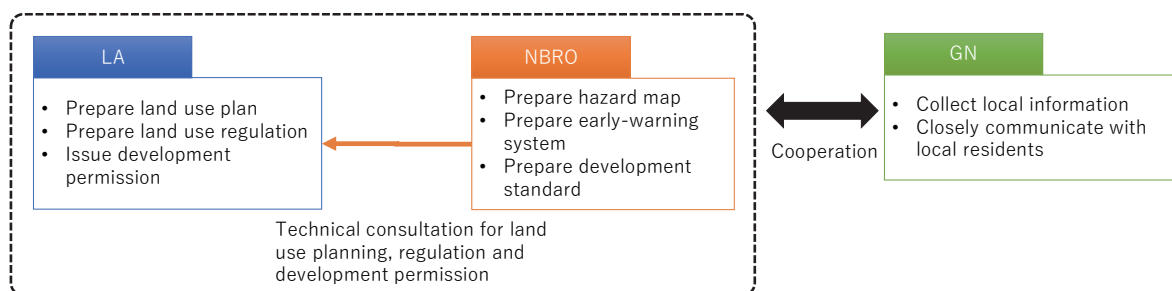 LA
• Prepare land use plan
• Prepare land use regulation
• Issue development
permission
NBRO
• Prepare hazard map
• Prepare early-warning
system
• Prepare development
standard
Technical consultation for land
use planning, regulation and
development permission
Cooperation
GN
• Collect local information
• Closely communicate with
local residents